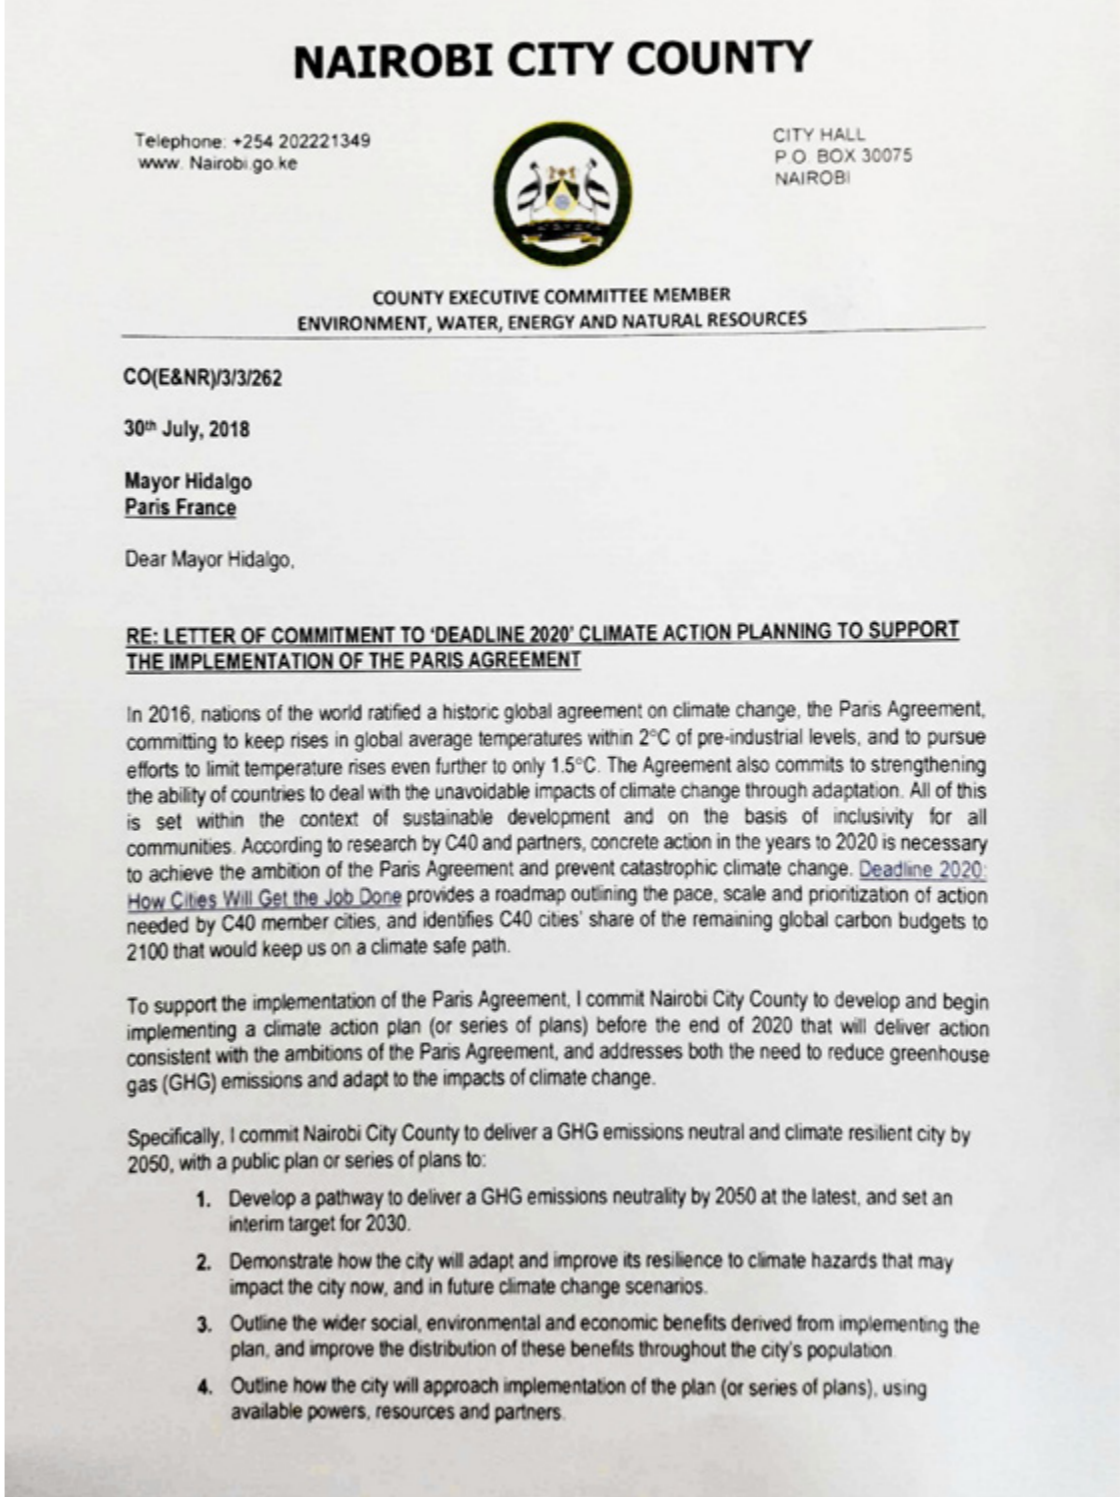 NAIROBI CITY COUNTY
Telephone: +254 202221349
www. Nairobi.go.ke
CITY HALL
P.O. BOX 30075
NAIROBI
COUNTY EXECUTIVE COMMITTEE MEMBER
ENVIRONMENT, WATER, ENERGY AND NATURAL RESOURCES
CO(E&NR)/3/3/262
30th July, 2018
Mayor Hidalgo
Paris France
Dear Mayor Hidalgo,
RE: LETTER OF COMMITMENT TO ‘DEADLINE 2020’ CLIMATE ACTION PLANNING TO SUPPORT
THE IMPLEMENTATION OF THE PARIS AGREEMENT
In 2016, nations of the world ratified a historic global agreement on climate change, the Paris Agreement,
committing to keep rises in global average temperatures within 2°C of pre-industrial levels, and to pursue
efforts to limit temperature rises even further to only 1.5°C. The Agreement also commits to strengthening
the ability of countries to deal with the unavoidable impacts of climate change through adaptation. All of this
is set within the context of sustainable development and on the basis of inclusivity for all
communities. According to research by C40 and partners, concrete action in the years to 2020 is necessary
to achieve the ambition of the Paris Agreement and prevent catastrophic climate change. Deadline 2020:
How Cities Will Get the Job Done provides a roadmap outlining the pace, scale and prioritization of action
needed by C40 member cities, and identifies C40 cities’ share of the remaining global carbon budgets to
2100 that would keep us on a climate safe path.
To support the implementation of the Paris Agreement, I commit Nairobi City County to develop and begin
implementing a climate action plan (or series of plans) before the end of 2020 that will deliver action
consistent with the ambitions of the Paris Agreement, and addresses both the need to reduce greenhouse
gas (GHG) emissions and adapt to the impacts of climate change.
Specifically, I commit Nairobi City County to deliver a GHG emissions neutral and climate resilient city by
2050, with a public plan or series of plans to:
1. Develop a pathway to deliver a GHG emissions neutrality by 2050 at the latest, and set an
interim target for 2030.
2. Demonstrate how the city will adapt and improve its resilience to climate hazards that may
impact the city now, and in future climate change scenarios.
3. Outline the wider social, environmental and economic benefits derived from implementing the
plan, and improve the distribution of these benefits throughout the city’s population.
4. Outline how the city will approach implementation of the plan (or series of plans), using
available powers, resources and partners.